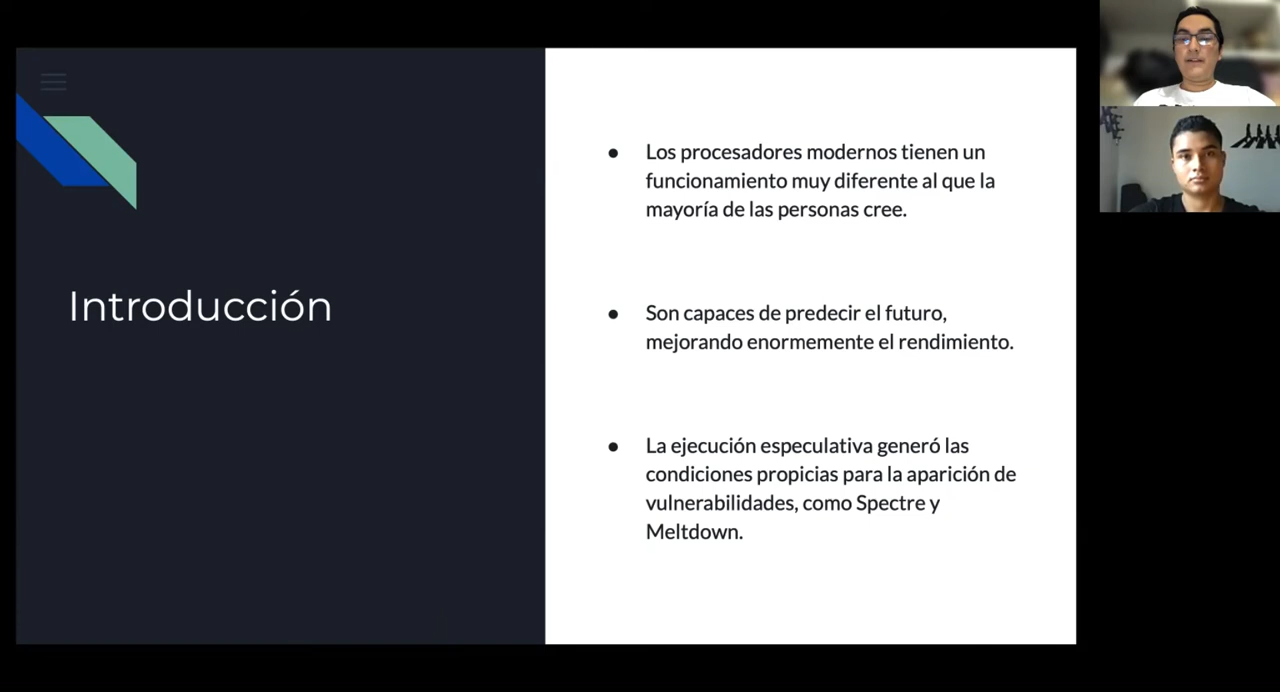 Introducción
● Los procesadores modernos tienen un
funcionamiento muy diferente al que la
mayoría de las personas cree.
● Son capaces de predecir el futuro,
mejorando enormemente el rendimiento.
● La ejecución especulativa generó las
condiciones propicias para la aparición de
vulnerabilidades, como Spectre y
Meltdown.